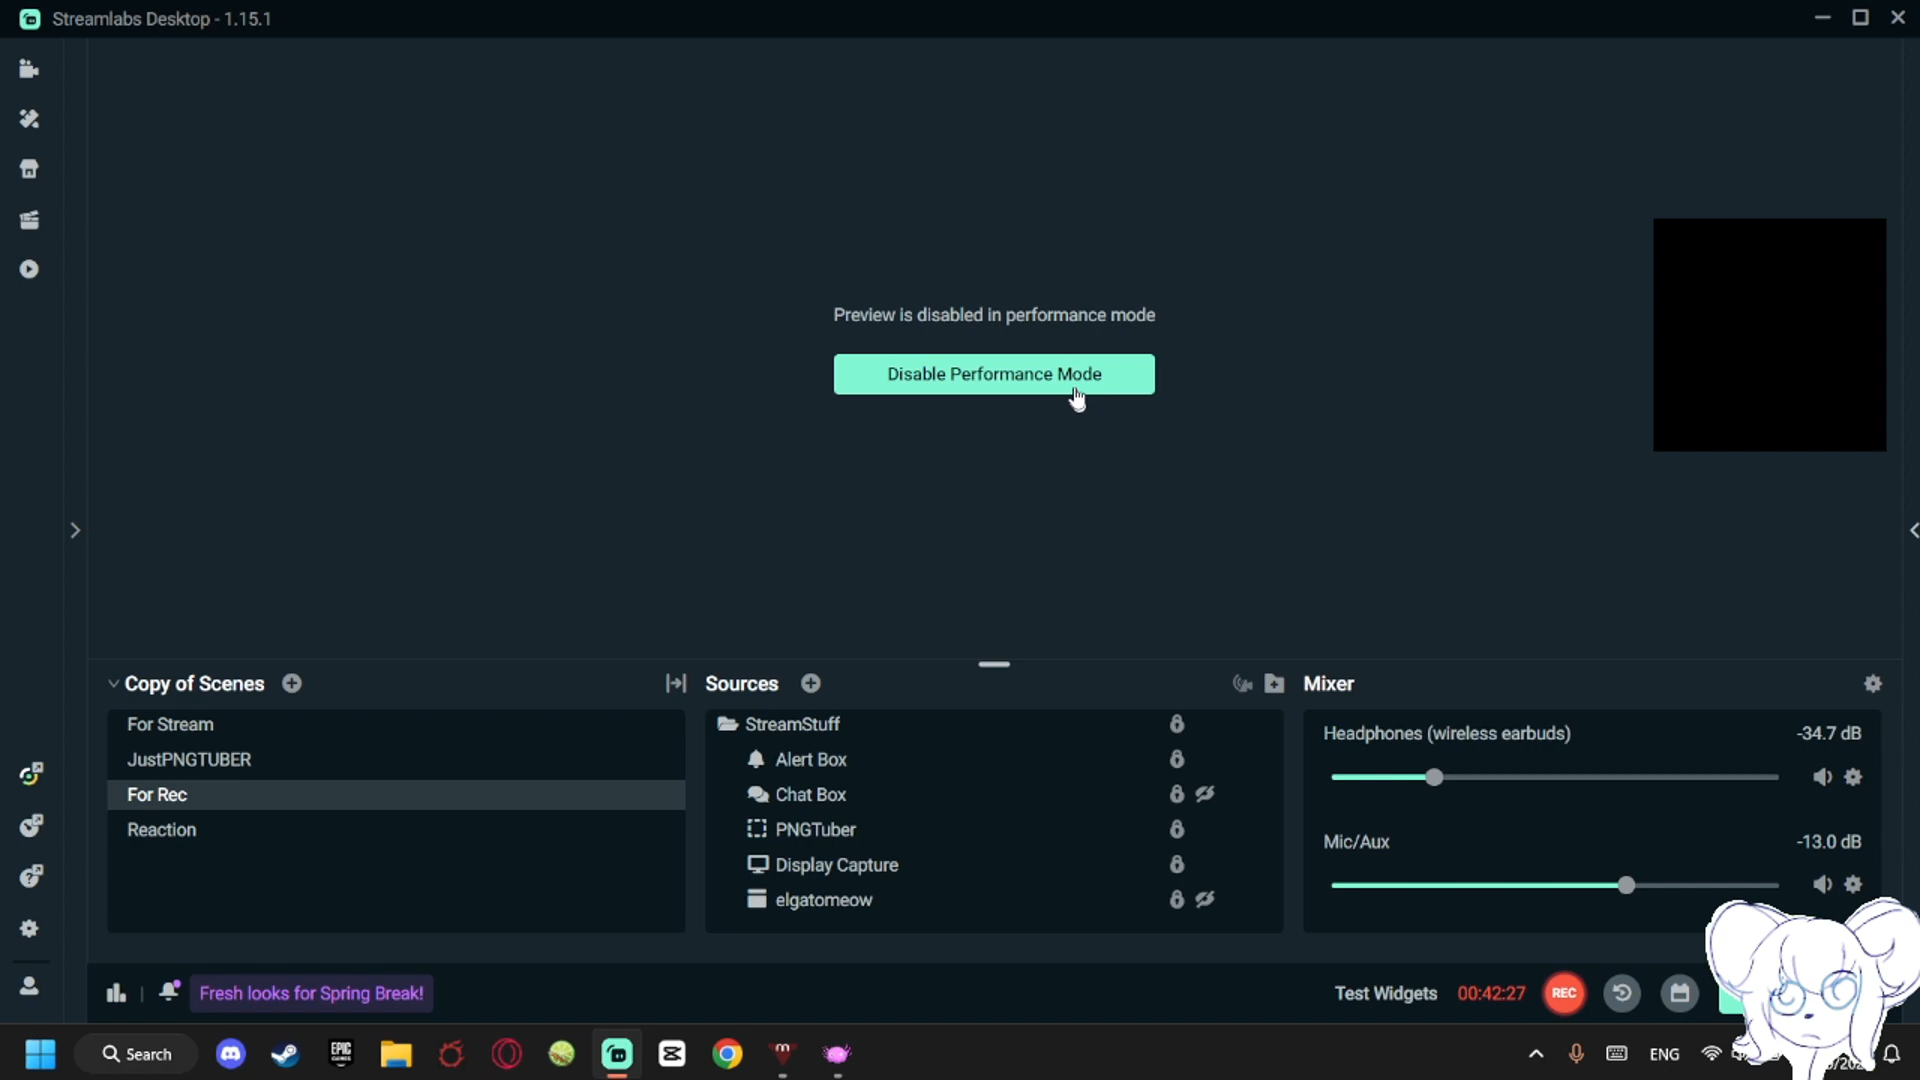 Streamlabs Desktop - 1.15.1
Preview is disabled in performance mode
Disable Performance Mode
Copy of Scenes
For Stream
JustPNGTUBER
For Rec
Reaction
Sources
StreamStuff
Alert Box
Chat Box
PNGTuber
Display Capture
elgatomeow
Mixer
Headphones (wireless earbuds) -34.7 dB
Mic/Aux -13.0 dB
Fresh looks for Spring Break!
Test Widgets 00:42:27 REC
Search
EPIC GAMES
ENG